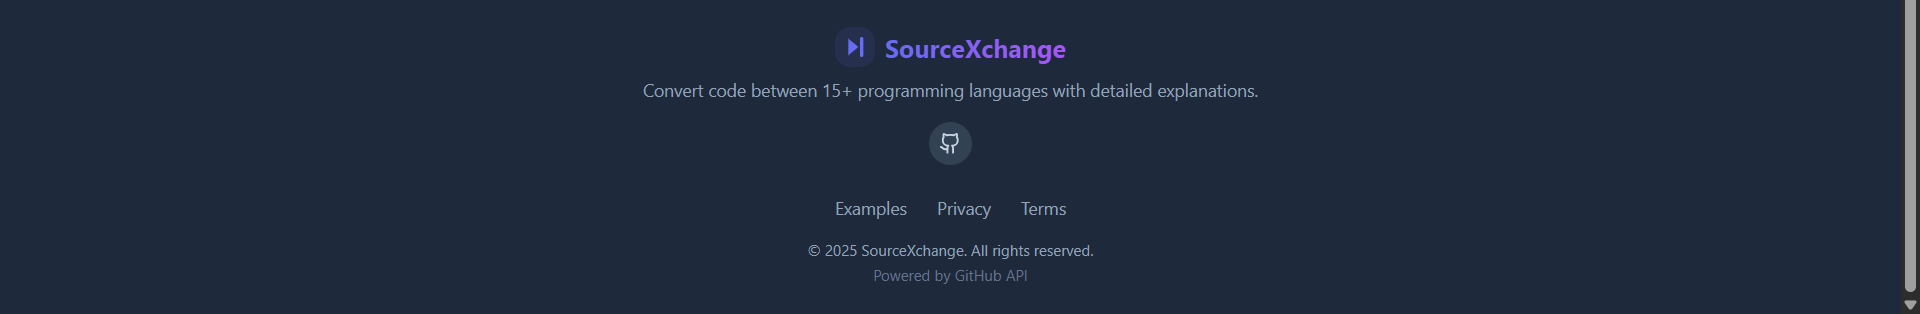 SourceXchange
Convert code between 15+ programming languages with detailed explanations.
Examples Privacy Terms
© 2025 SourceXchange. All rights reserved.
Powered by GitHub API